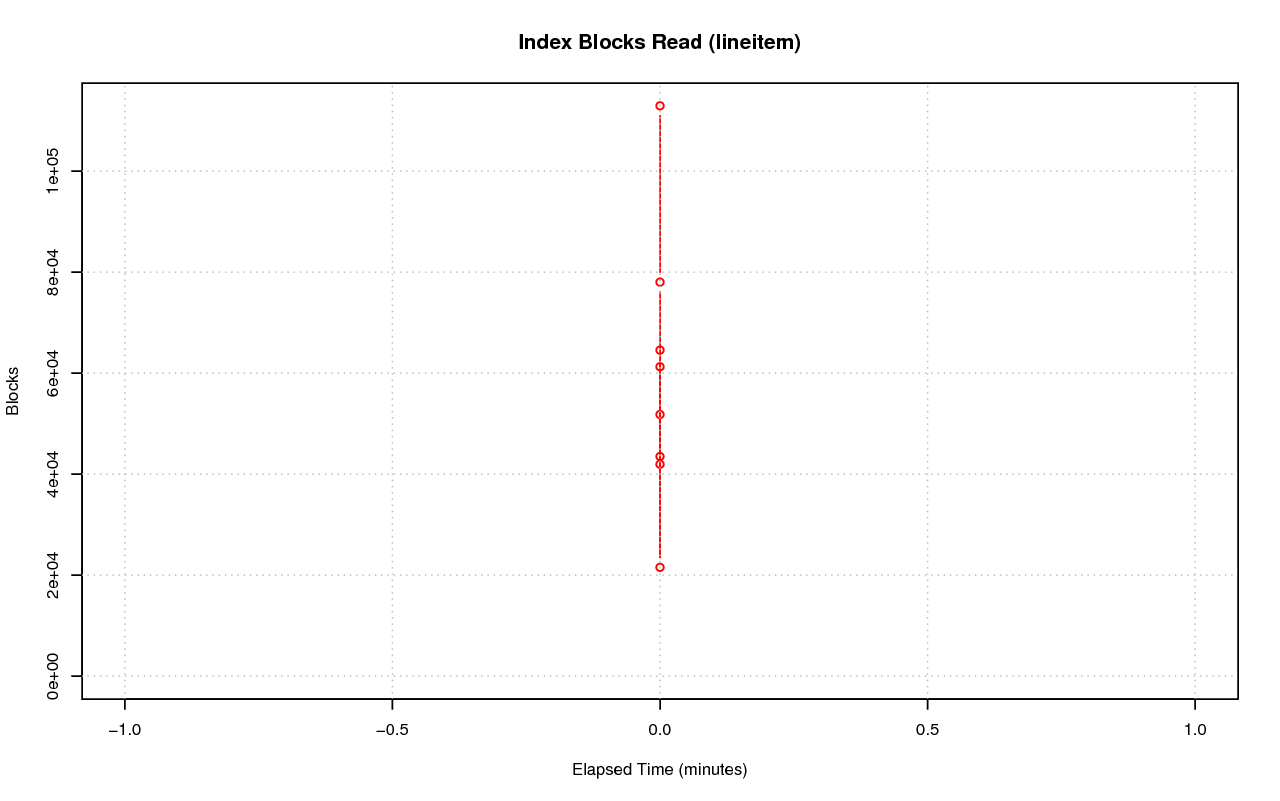 Index Blocks Read (lineitem)
Blocks
1e+05
8e+04
6e+04
4e+04
2e+04
0e+00
−1.0
−0.5
0.0
0.5
1.0
Elapsed Time (minutes)